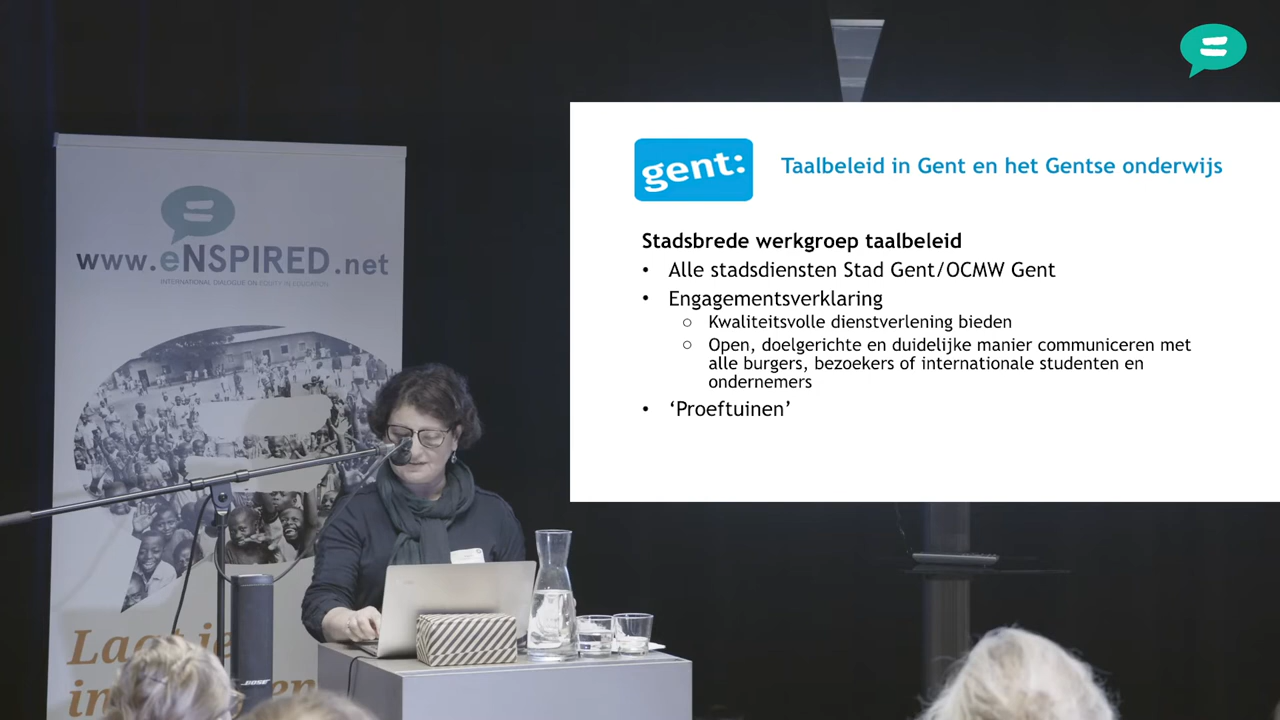 www.eNSPIRED.net
INTERNATIONAL DIALOGUE ON EQUITY IN EDUCATION
Laat je
BOSE
gent:
Taalbeleid in Gent en het Gentse onderwijs
Stadsbrede werkgroep taalbeleid
• Alle stadsdiensten Stad Gent/OCMW Gent
• Engagementsverklaring
○ Kwaliteitsvolle dienstverlening bieden
○ Open, doelgerichte en duidelijke manier communiceren met
alle burgers, bezoekers of internationale studenten en
ondernemers
• ‘Proeftuinen’